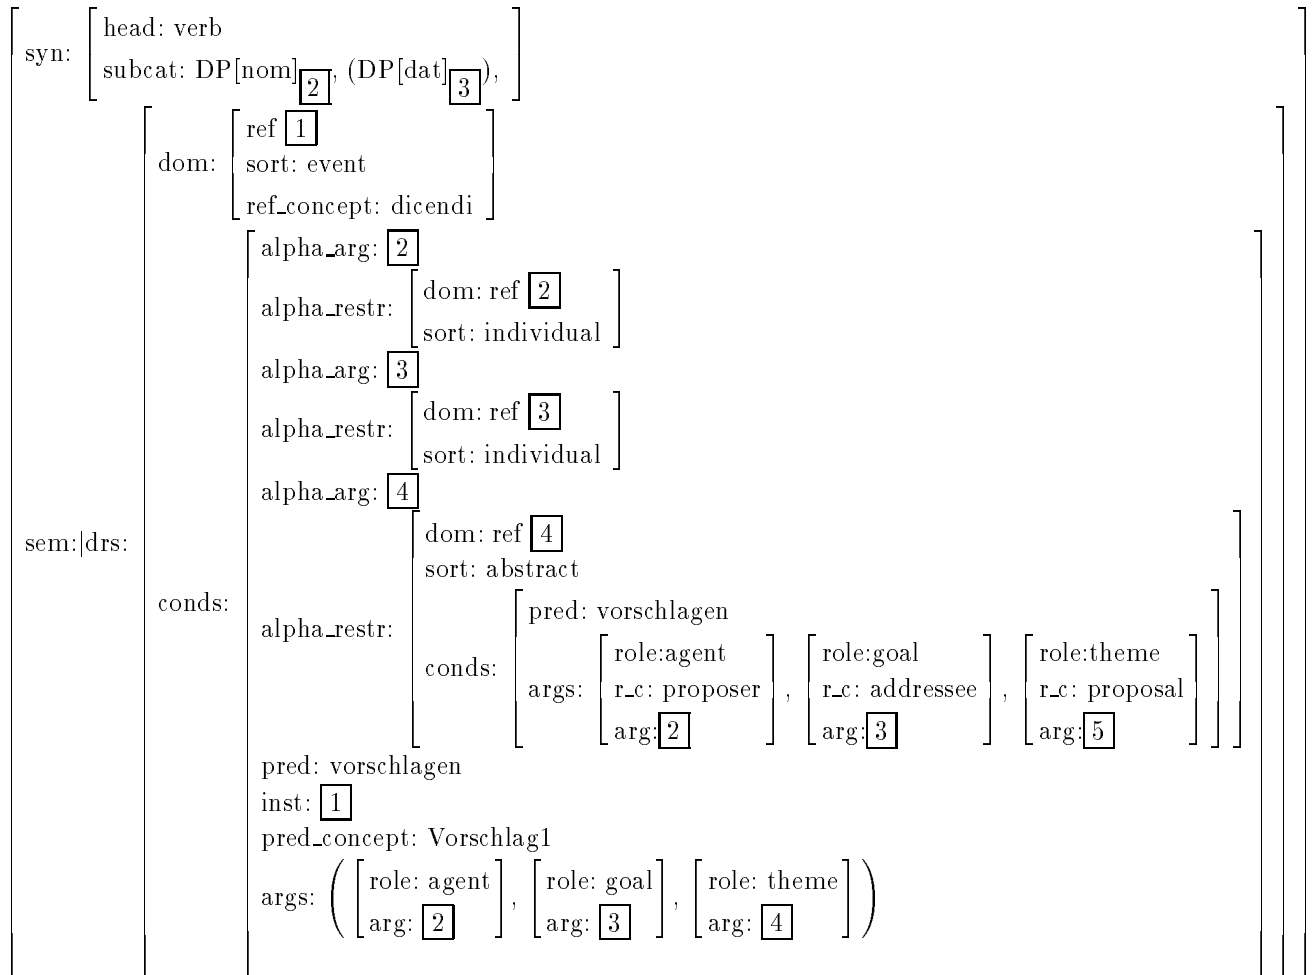 head: verb
syn:
subcat: DP[nom] 2, (DP[dat] 3),
ref 1
dom:
sort: event
ref_concept: dicendi
alpha_arg: 2
dom: ref 2
alpha_restr:
sort: individual
alpha_arg: 3
dom: ref 3
alpha_restr:
sort: individual
alpha_arg: 4
dom: ref 4
sem:|drs:
sort: abstract
conds:
pred: vorschlagen
alpha_restr:
role:agent role:goal role:theme
conds:
args: r_c: proposer , r_c: addressee , r_c: proposal
arg: 2 arg: 3 arg: 5
pred: vorschlagen
inst: 1
pred_concept: Vorschlag1
role: agent role: goal role: theme
args: ( , , )
arg: 2 arg: 3 arg: 4